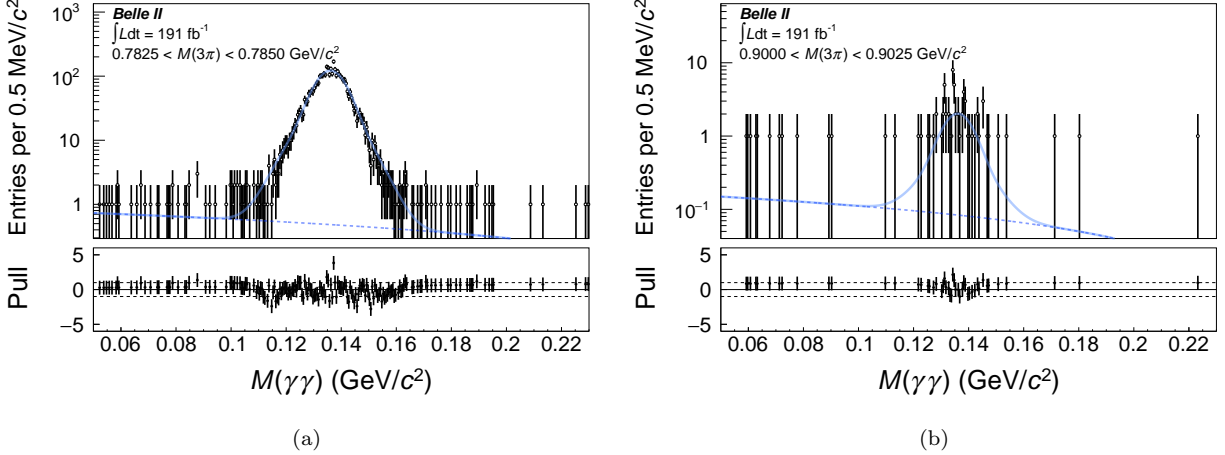 Belle II
∫Ldt = 191 fb⁻¹
0.7825 < M(3π) < 0.7850 GeV/c²
Entries per 0.5 MeV/c²
10³
10²
10
1
Pull
5
0
−5
0.06 0.08 0.1 0.12 0.14 0.16 0.18 0.2 0.22
M(γγ) (GeV/c²)
(a)
Belle II
∫Ldt = 191 fb⁻¹
0.9000 < M(3π) < 0.9025 GeV/c²
Entries per 0.5 MeV/c²
10
1
10⁻¹
Pull
5
0
−5
0.06 0.08 0.1 0.12 0.14 0.16 0.18 0.2 0.22
M(γγ) (GeV/c²)
(b)